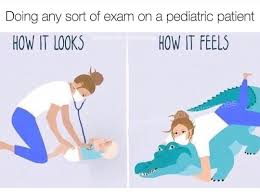 Doing any sort of exam on a pediatric patient
HOW IT LOOKS
HOW IT FEELS